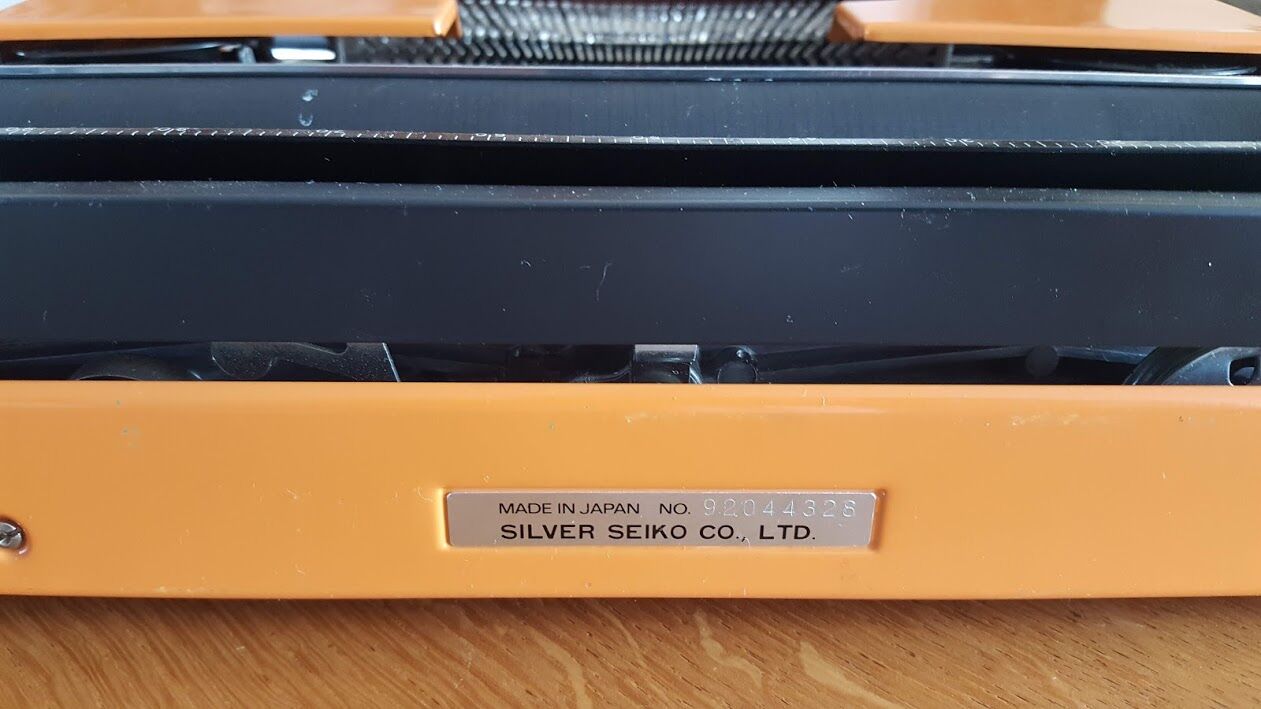 MADE IN JAPAN NO. 92044328
SILVER SEIKO CO., LTD.